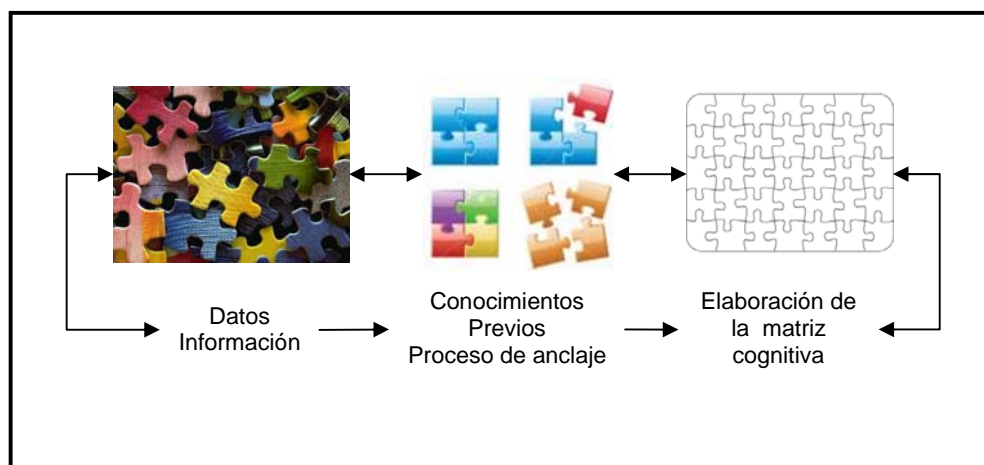 Datos
Información
Conocimientos
Previos
Proceso de anclaje
Elaboración de
la matriz
cognitiva